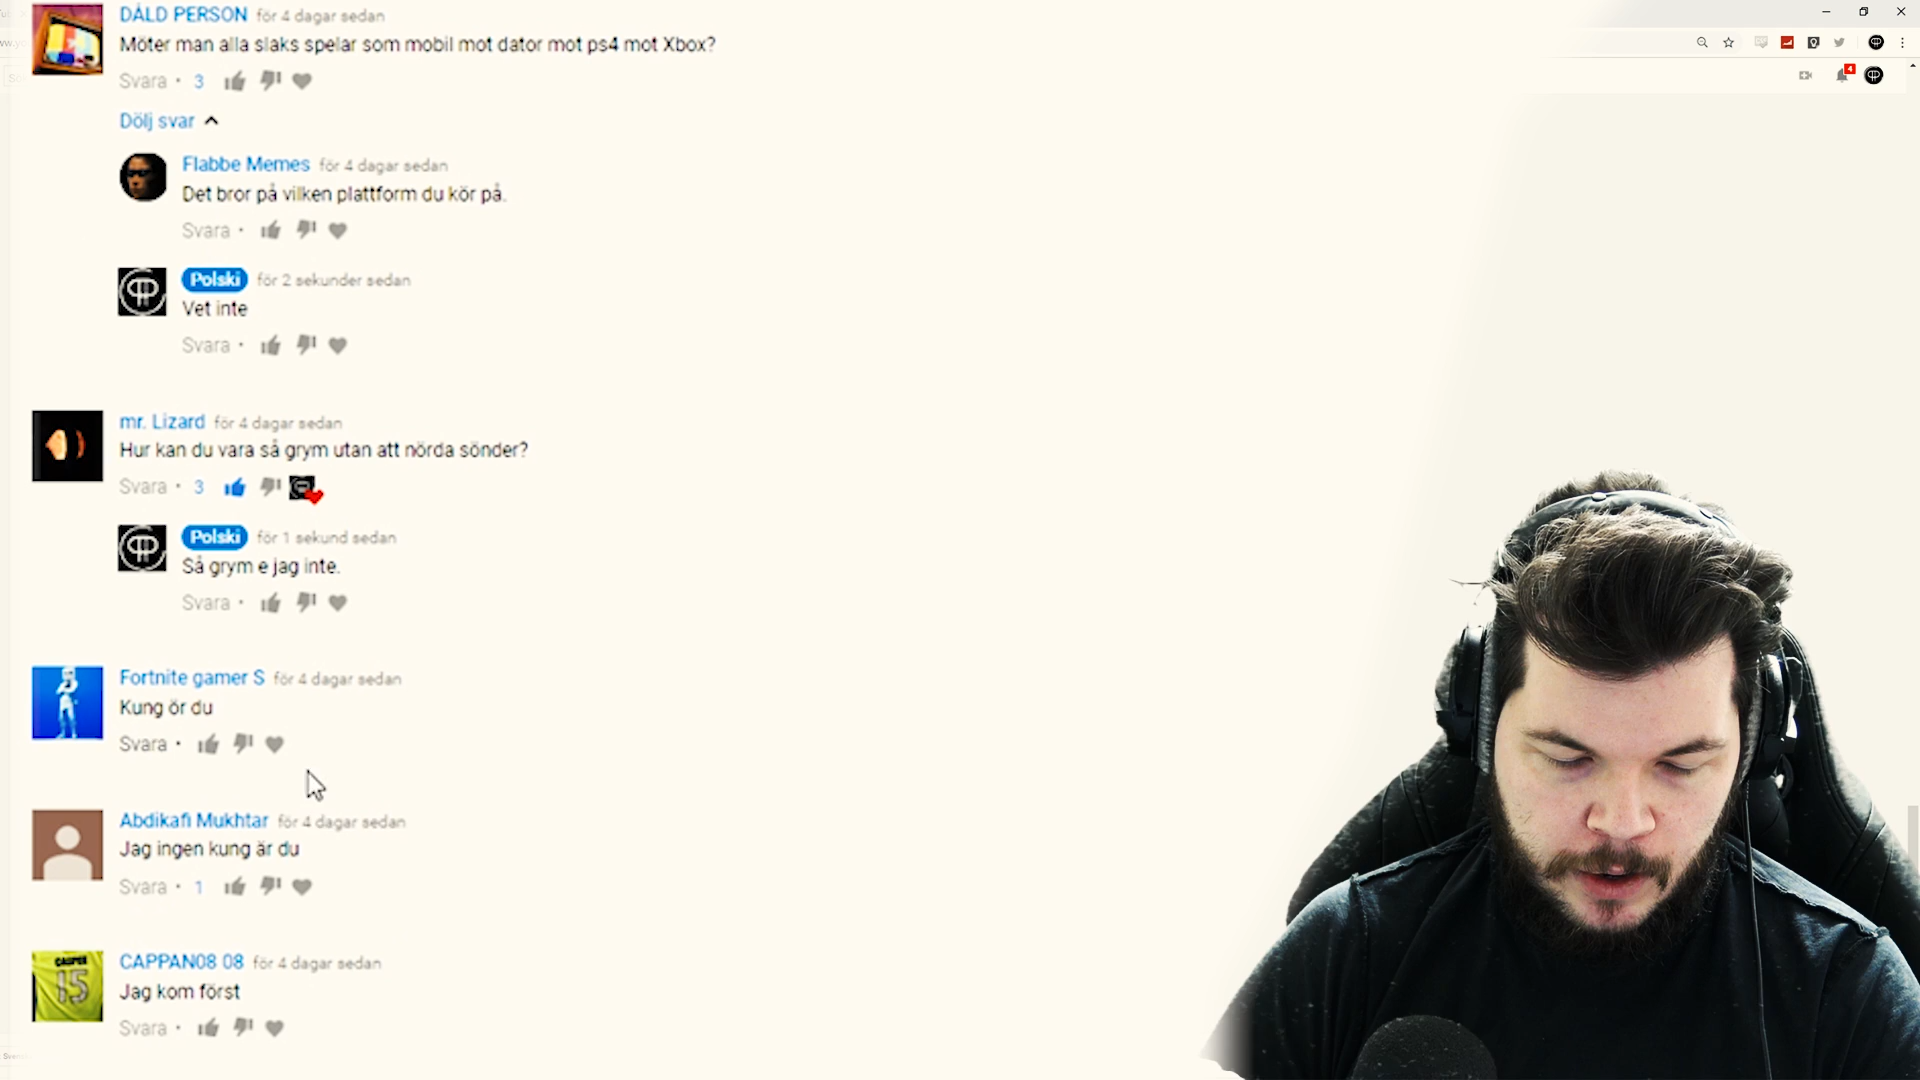 DÅLD PERSON för 4 dagar sedan
Möter man alla slaks spelar som mobil mot dator mot ps4 mot Xbox?
Svara • 3
Dölj svar
Flabbe Memes för 4 dagar sedan
Det bror på vilken plattform du kör på.
Svara •
Polski för 2 sekunder sedan
Vet inte
Svara •
mr. Lizard för 4 dagar sedan
Hur kan du vara så grym utan att nörda sönder?
Svara • 3
Polski för 1 sekund sedan
Så grym e jag inte.
Svara •
Fortnite gamer S för 4 dagar sedan
Kung ör du
Svara •
Abdikafi Mukhtar för 4 dagar sedan
Jag ingen kung är du
Svara • 1
CAPPAN08 08 för 4 dagar sedan
Jag kom först
Svara •
CASPER
15
4